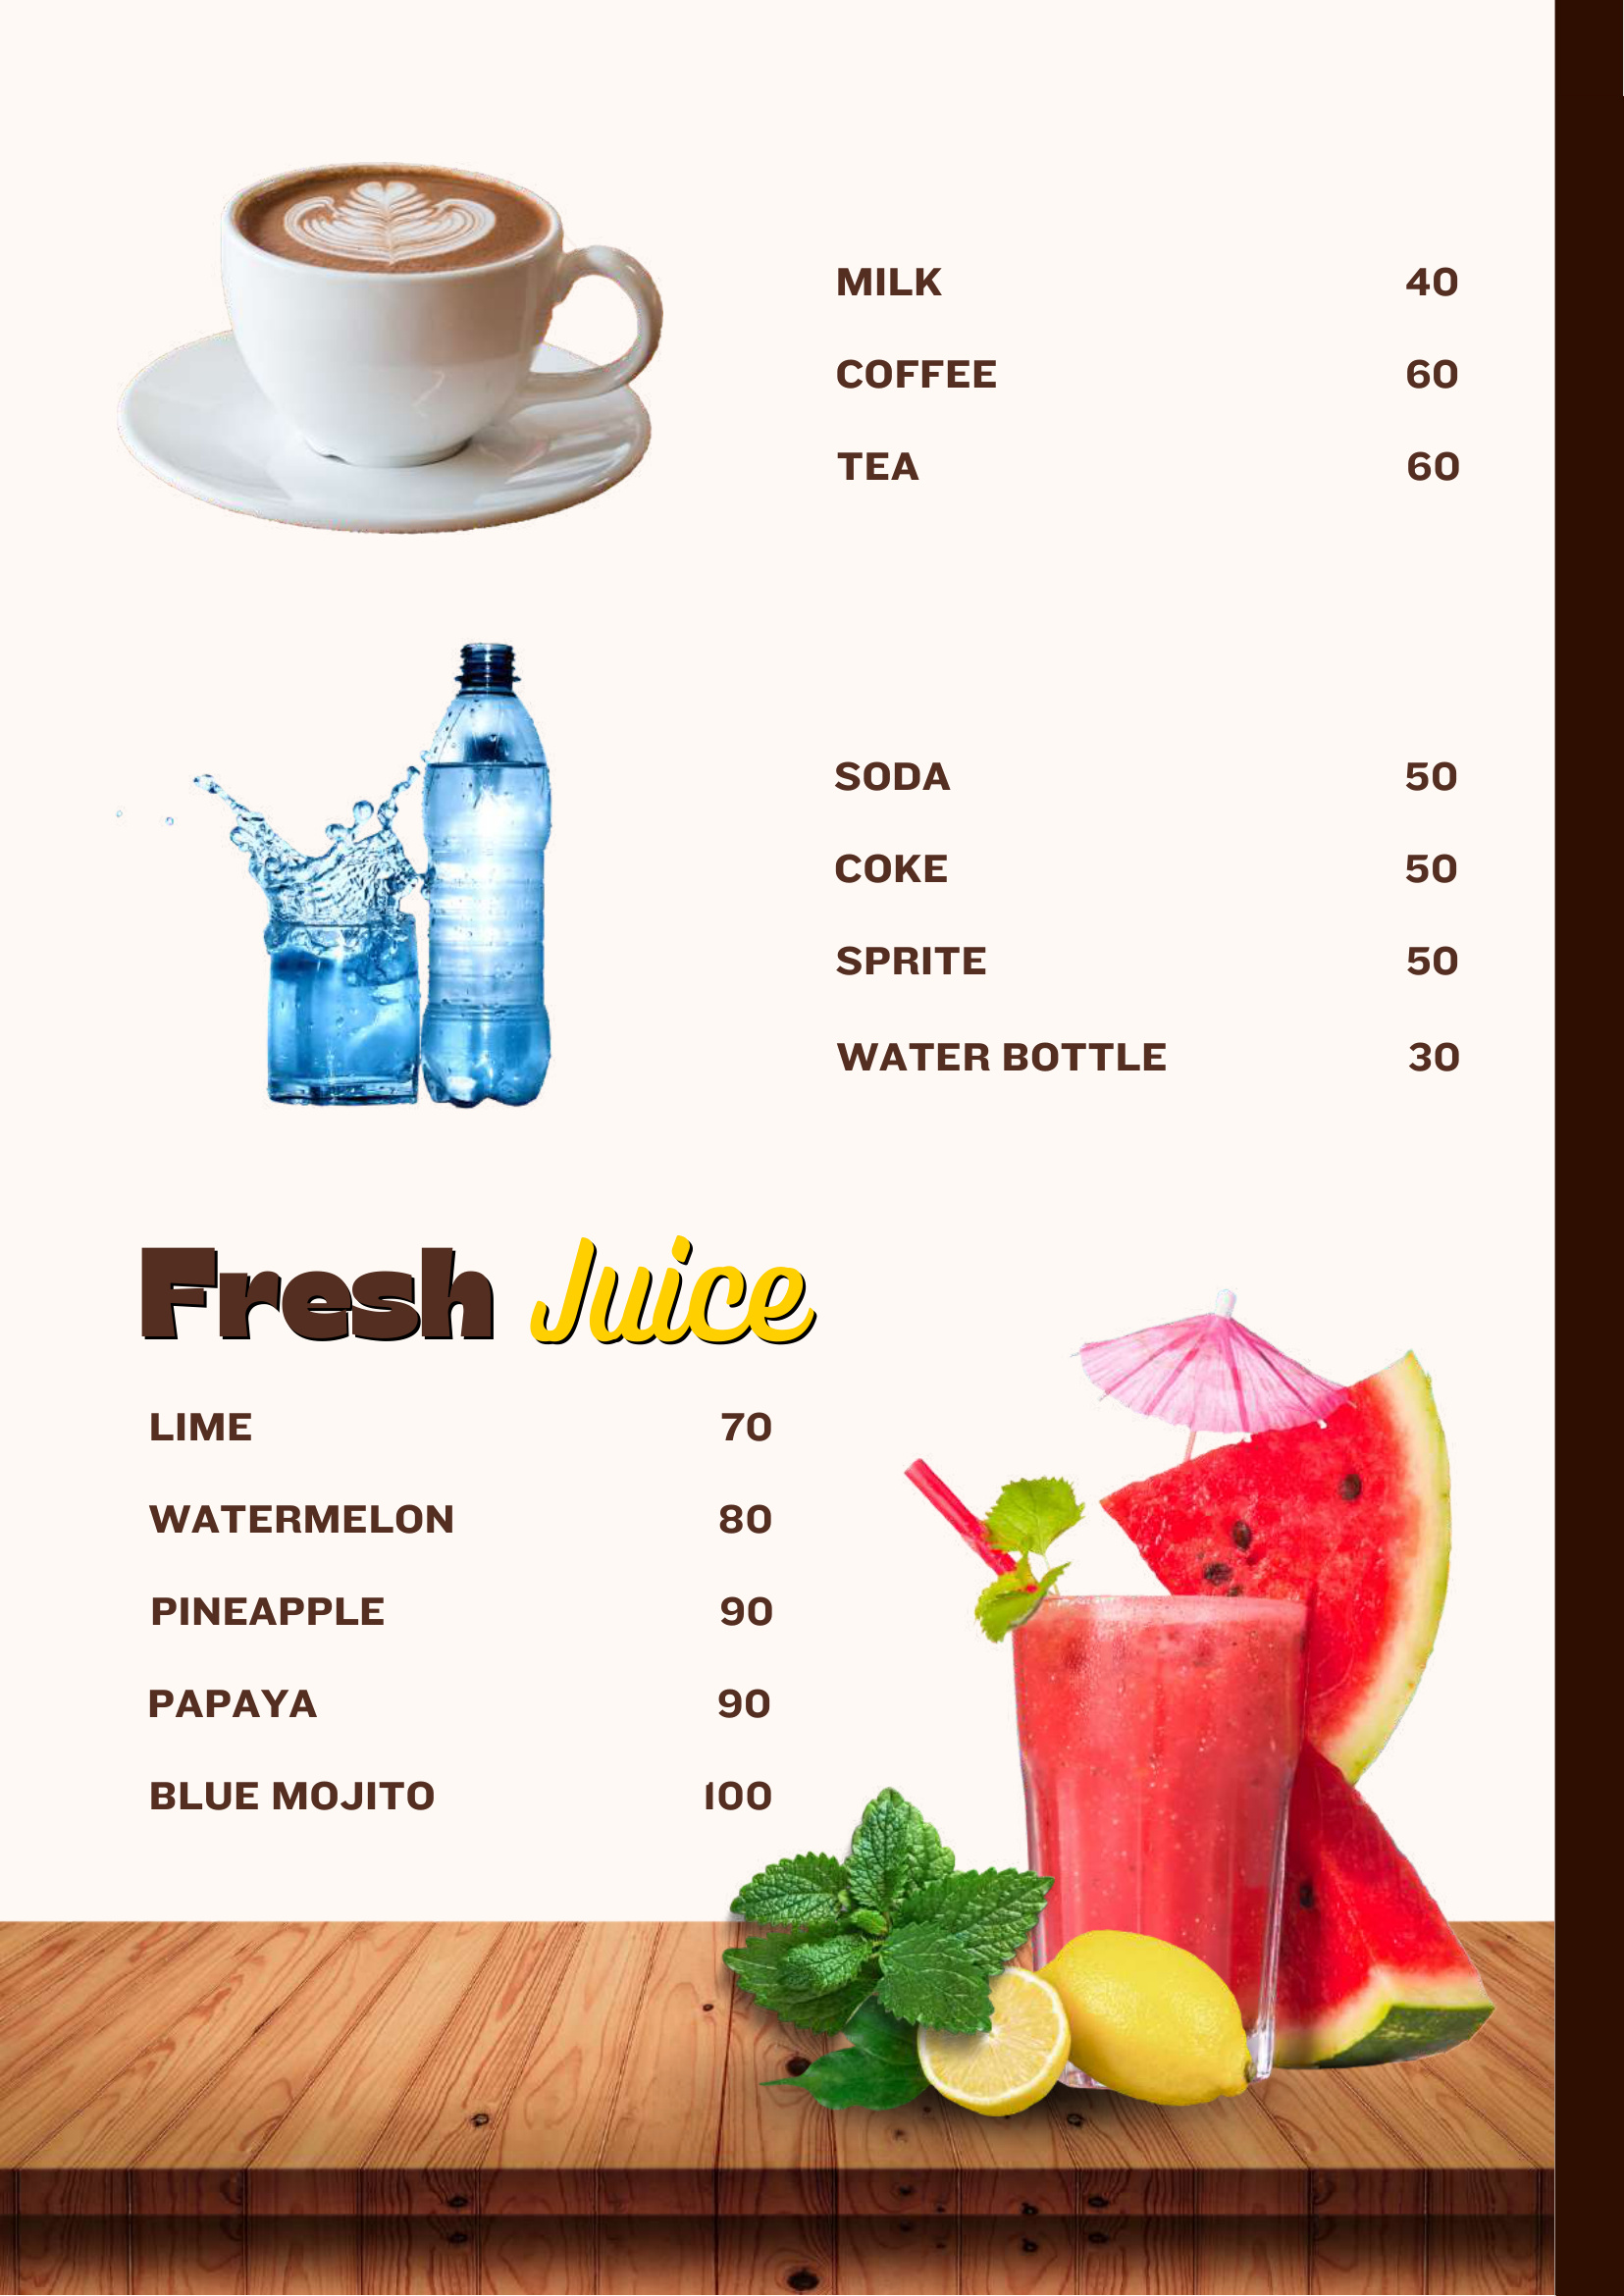 MILK 40
COFFEE 60
TEA 60
SODA 50
COKE 50
SPRITE 50
WATER BOTTLE 30
Fresh Juice
LIME 70
WATERMELON 80
PINEAPPLE 90
PAPAYA 90
BLUE MOJITO 100